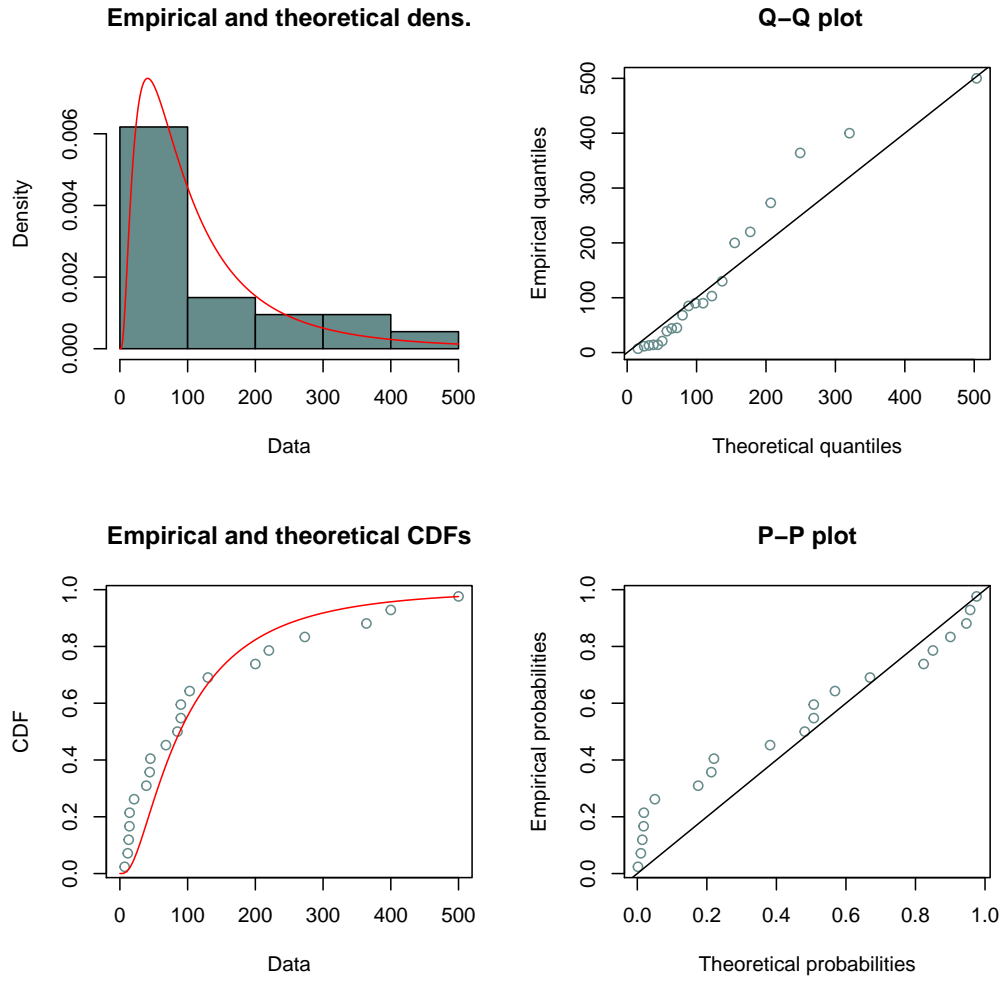 Empirical and theoretical dens.
Density
0.000 0.002 0.004 0.006
0 100 200 300 400 500
Data
Q−Q plot
Empirical quantiles
0 100 200 300 400 500
0 100 200 300 400 500
Theoretical quantiles
Empirical and theoretical CDFs
CDF
0.0 0.2 0.4 0.6 0.8 1.0
0 100 200 300 400 500
Data
P−P plot
Empirical probabilities
0.0 0.2 0.4 0.6 0.8 1.0
0.0 0.2 0.4 0.6 0.8 1.0
Theoretical probabilities